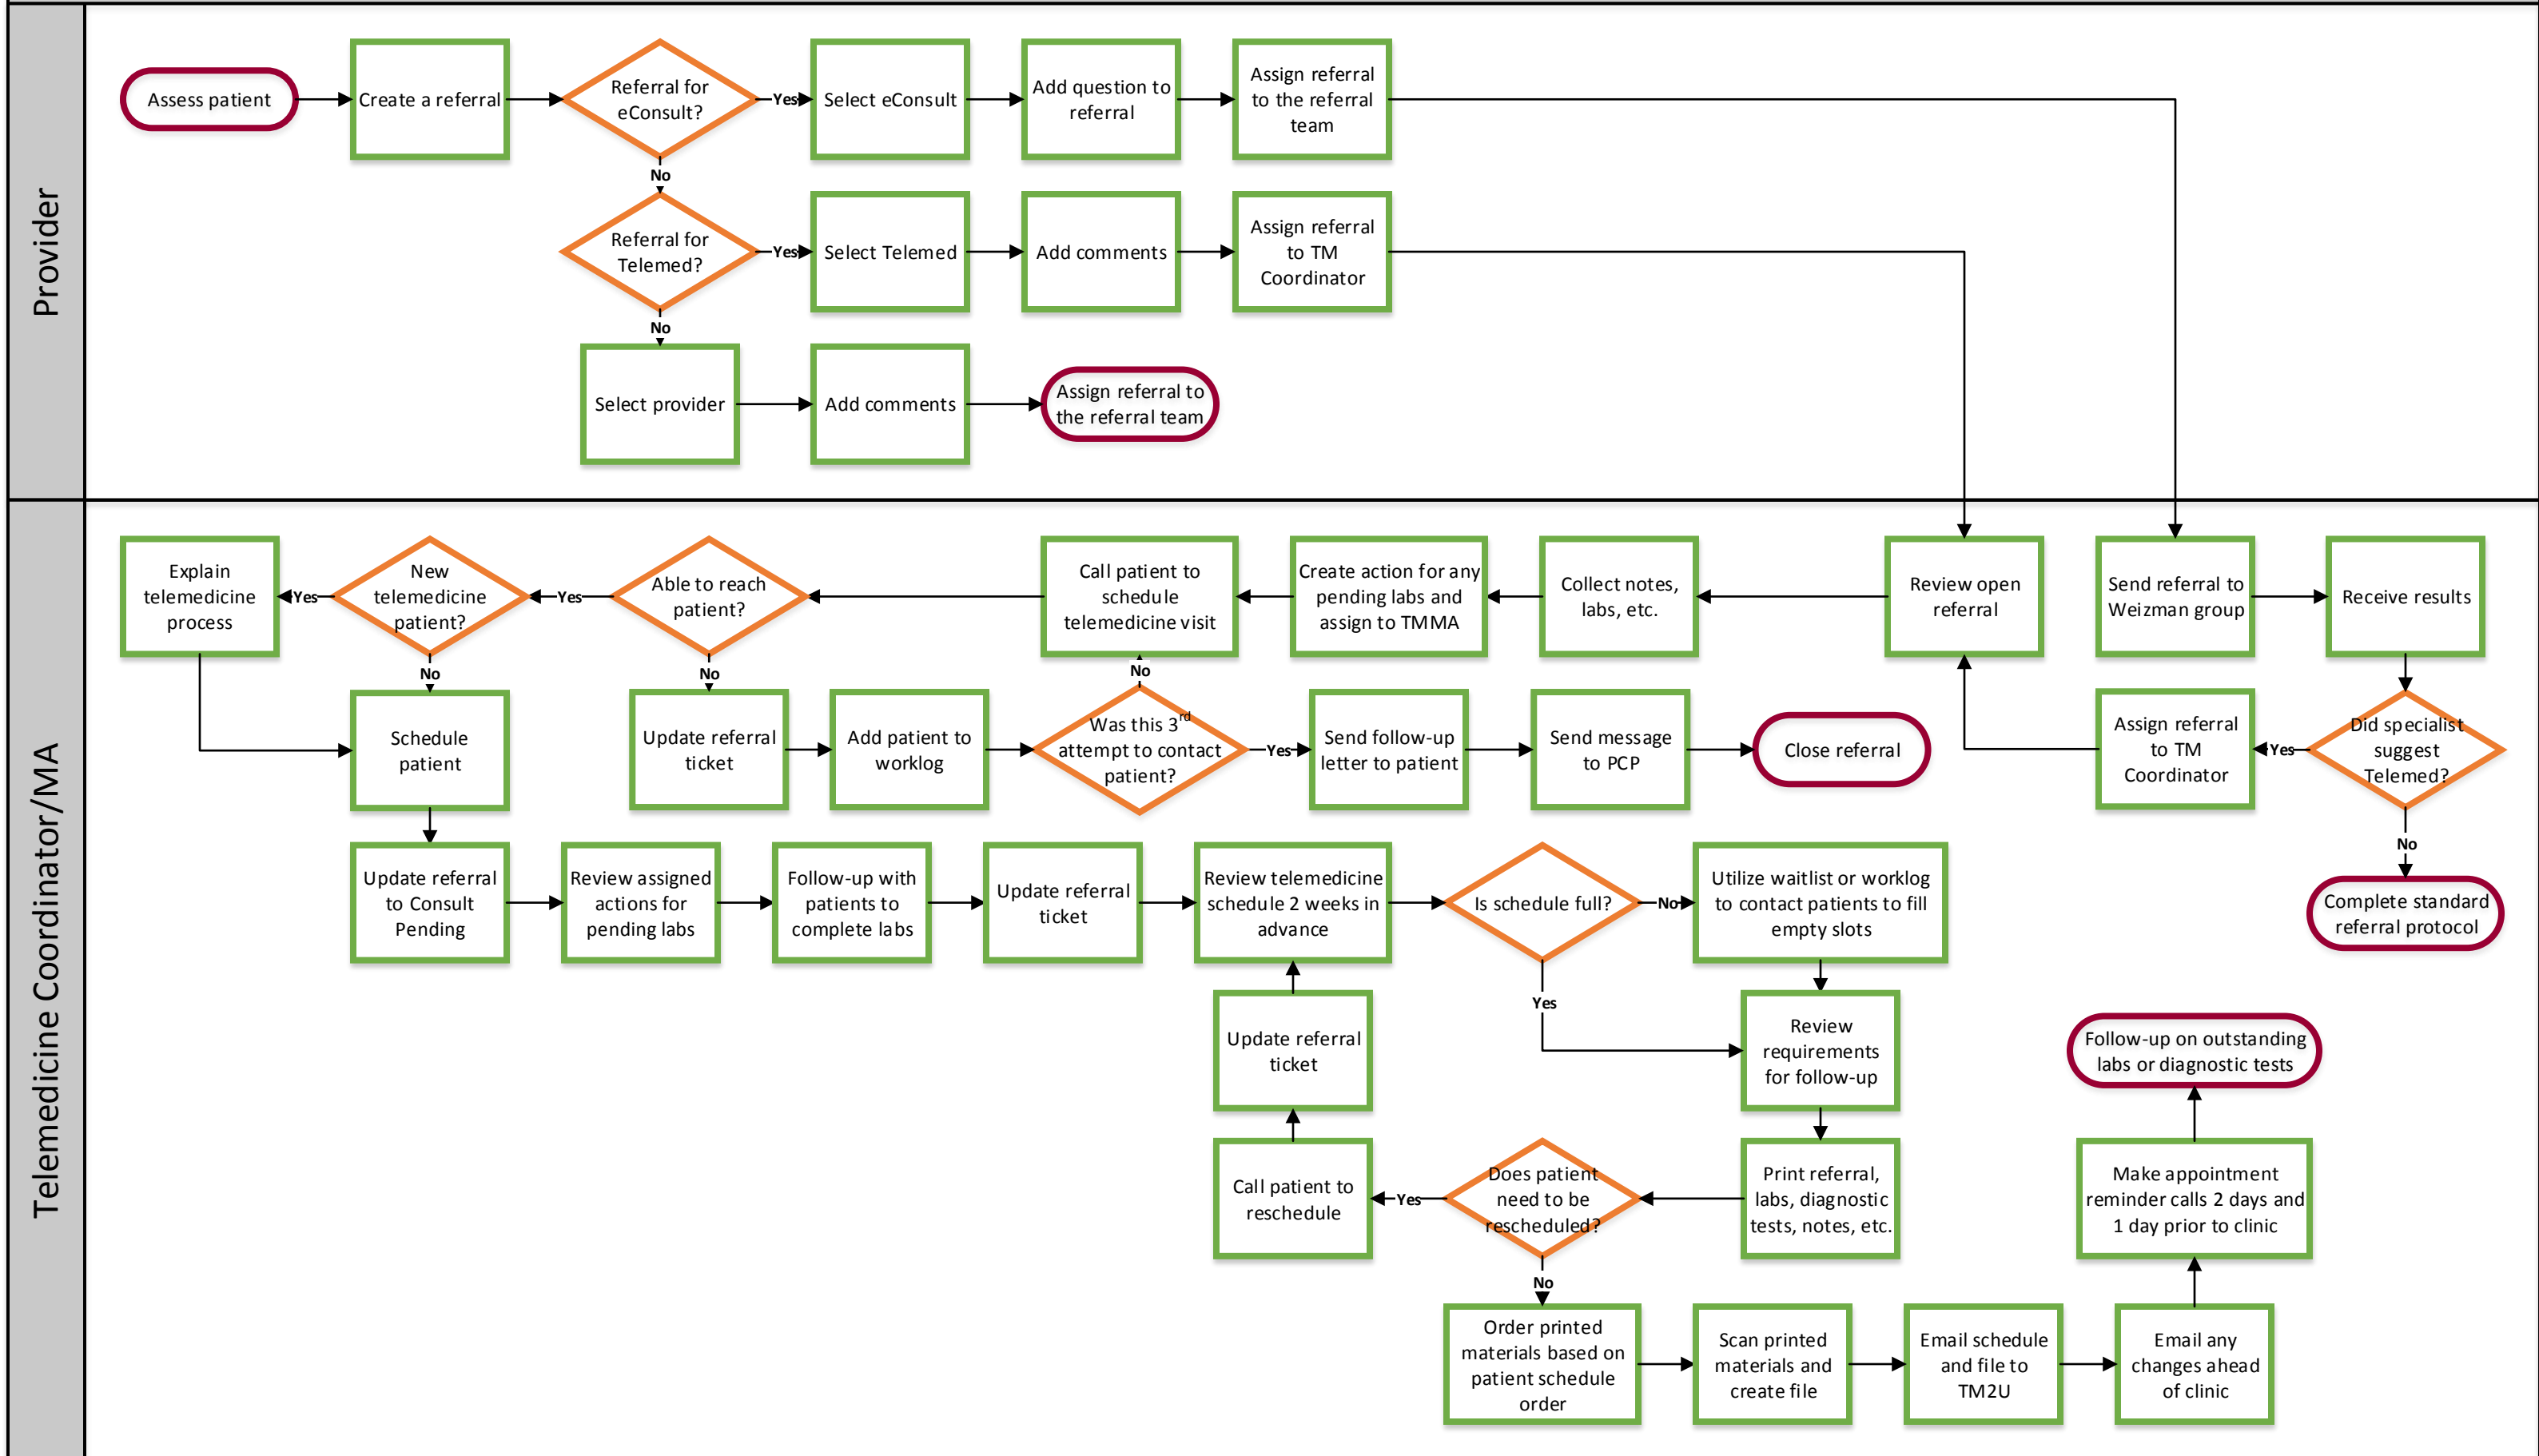 Provider
Assess patient
Create a referral
Referral for
eConsult?
Yes
Select eConsult
Add question to
referral
Assign referral
to the referral
team
No
Referral for
Telemed?
Yes
Select Telemed
Add comments
Assign referral
to TM
Coordinator
No
Select provider
Add comments
Assign referral to
the referral team
Telemedicine Coordinator/MA
Explain
telemedicine
process
Yes
New
telemedicine
patient?
Yes
Able to reach
patient?
Call patient to
schedule
telemedicine visit
Create action for any
pending labs and
assign to TMMA
Collect notes,
labs, etc.
Review open
referral
Send referral to
Weizman group
Receive results
No
No
No
Schedule
patient
Update referral
ticket
Add patient to
worklog
Was this 3rd
attempt to contact
patient?
Yes
Send follow-up
letter to patient
Send message
to PCP
Close referral
Assign referral
to TM
Coordinator
Yes
Did specialist
suggest
Telemed?
No
Complete standard
referral protocol
Update referral
to Consult
Pending
Review assigned
actions for
pending labs
Follow-up with
patients to
complete labs
Update referral
ticket
Review telemedicine
schedule 2 weeks in
advance
Is schedule full?
No
Utilize waitlist or worklog
to contact patients to fill
empty slots
Yes
Update referral
ticket
Review
requirements
for follow-up
Follow-up on outstanding
labs or diagnostic tests
Call patient to
reschedule
Yes
Does patient
need to be
rescheduled?
Print referral,
labs, diagnostic
tests, notes, etc.
Make appointment
reminder calls 2 days and
1 day prior to clinic
No
Order printed
materials based on
patient schedule
order
Scan printed
materials and
create file
Email schedule
and file to
TM2U
Email any
changes ahead
of clinic